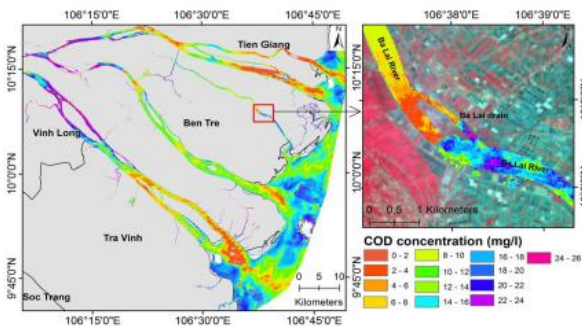 106°15'0"E 106°30'0"E 106°45'0"E
106°38'0"E 106°39'0"E
N
N
Tien Giang
Ba Lai River
10°15'0"N
10°15'0"N
Ba Lai drain
Vinh Long
Ben Tre
Ba Lai River
10°0'0"N
10°0'0"N
Tra Vinh
0 0.5 1 Kilometers
COD concentration (mg/l)
0 - 2 8 - 10 16 - 18 24 - 26
2 - 4 10 - 12 18 - 20
4 - 6 12 - 14 20 - 22
6 - 8 14 - 16 22 - 24
0 5 10
Kilometers
9°45'0"N
9°45'0"N
Soc Trang
106°15'0"E 106°30'0"E 106°45'0"E